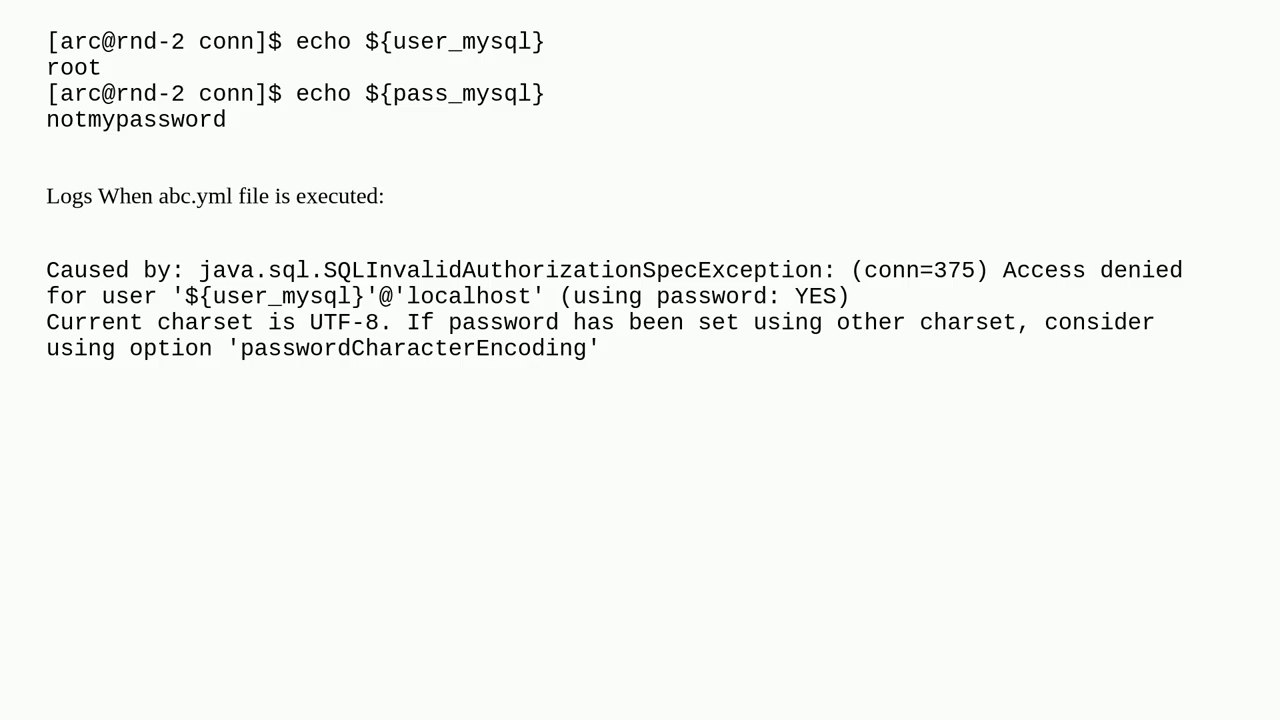 [arc@rnd-2 conn]$ echo ${user_mysql}
root
[arc@rnd-2 conn]$ echo ${pass_mysql}
notmypassword
Logs When abc.yml file is executed:
Caused by: java.sql.SQLInvalidAuthorizationSpecException: (conn=375) Access denied
for user '${user_mysql}'@'localhost' (using password: YES)
Current charset is UTF-8. If password has been set using other charset, consider
using option 'passwordCharacterEncoding'